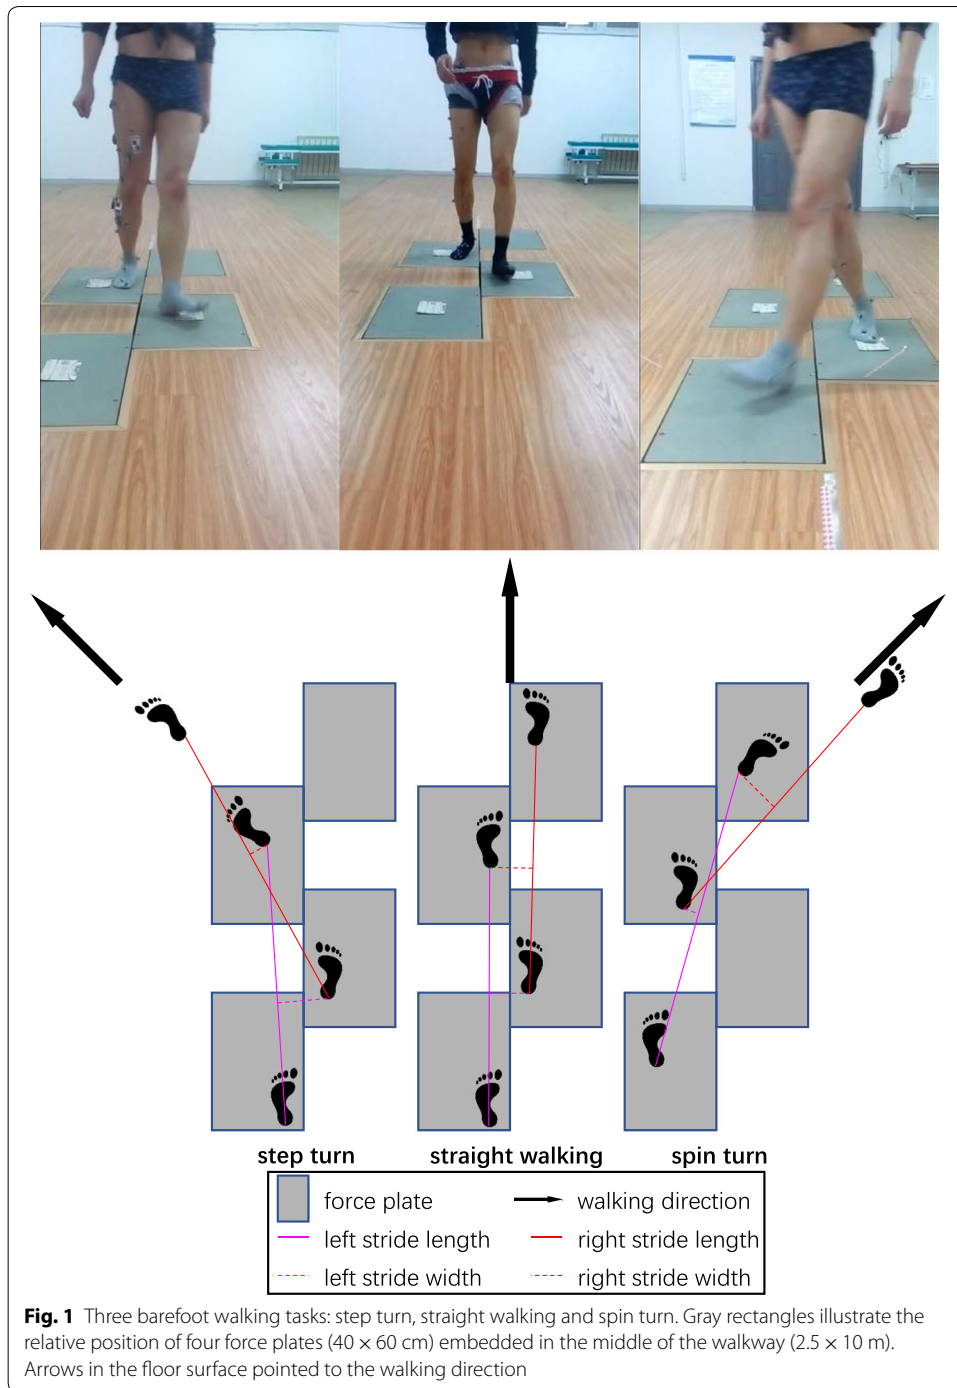 step turn straight walking spin turn
force plate walking direction
left stride length right stride length
left stride width right stride width
Fig. 1 Three barefoot walking tasks: step turn, straight walking and spin turn. Gray rectangles illustrate the
relative position of four force plates (40 × 60 cm) embedded in the middle of the walkway (2.5 × 10 m).
Arrows in the floor surface pointed to the walking direction